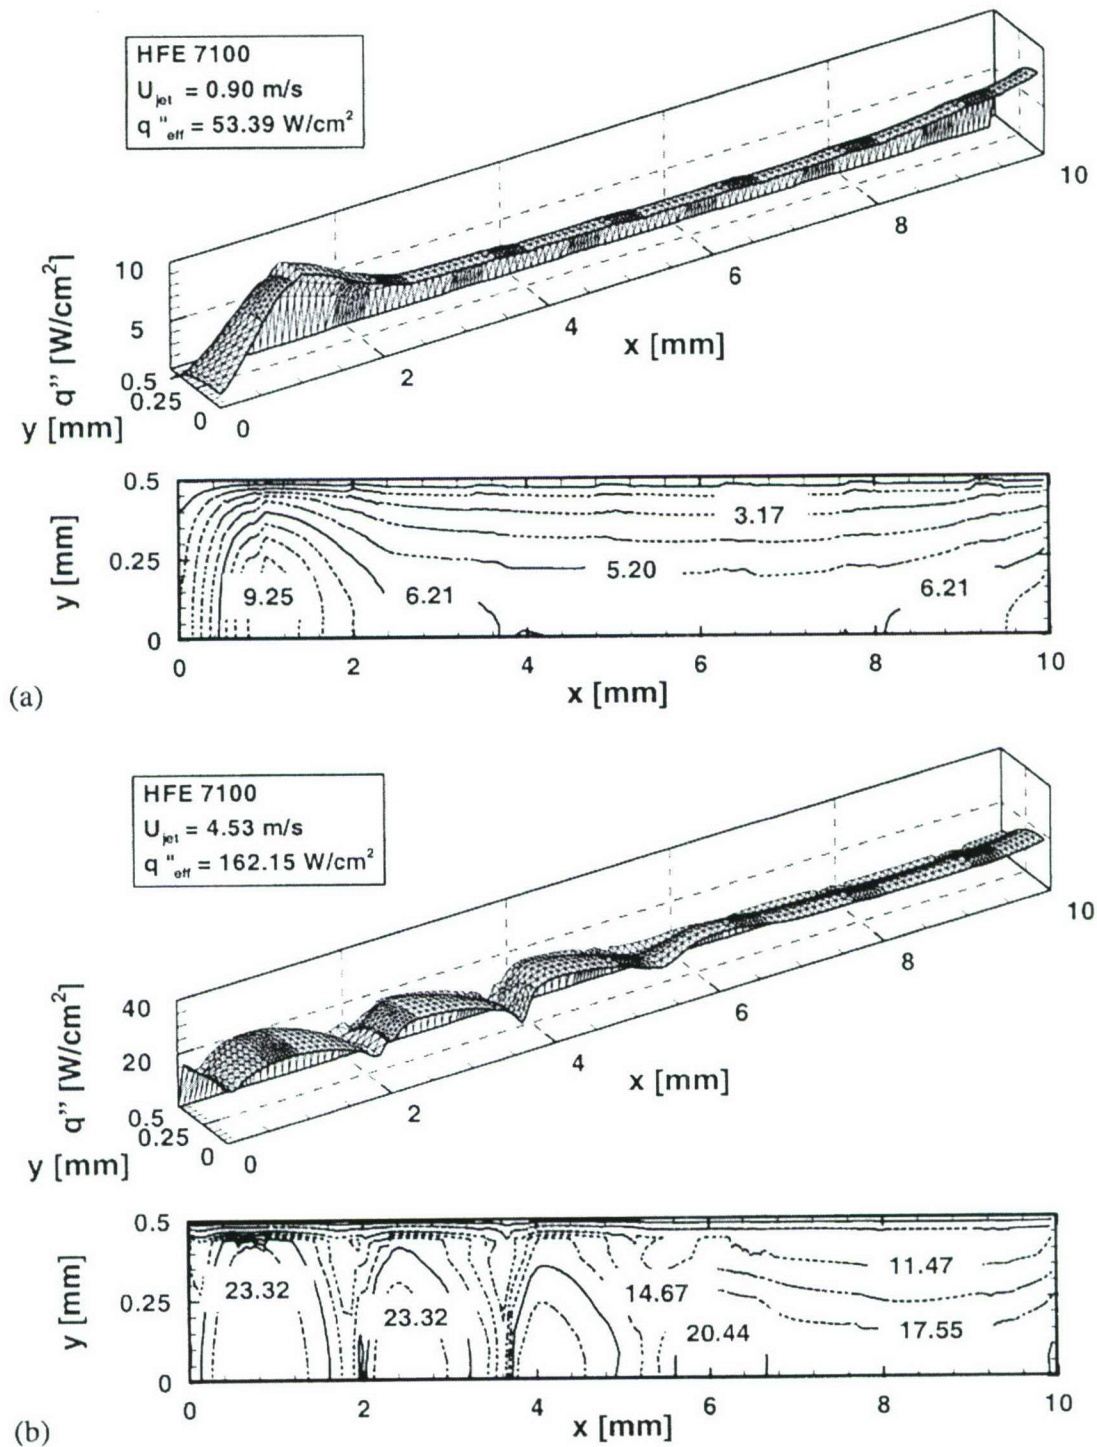 HFE 7100
U jet = 0.90 m/s
q "eff = 53.39 W/cm2
10
5
q" [W/cm2]
0.5
0.25
0
y [mm]
0
2
4
6
8
10
x [mm]
0.5
0.25
0
y [mm]
9.25
6.21
5.20
3.17
6.21
0
2
4
6
8
10
x [mm]
(a)
HFE 7100
U jet = 4.53 m/s
q "eff = 162.15 W/cm2
40
20
q" [W/cm2]
0.5
0.25
0
y [mm]
0
2
4
6
8
10
x [mm]
0.5
0.25
0
y [mm]
23.32
23.32
14.67
20.44
11.47
17.55
0
2
4
6
8
10
x [mm]
(b)